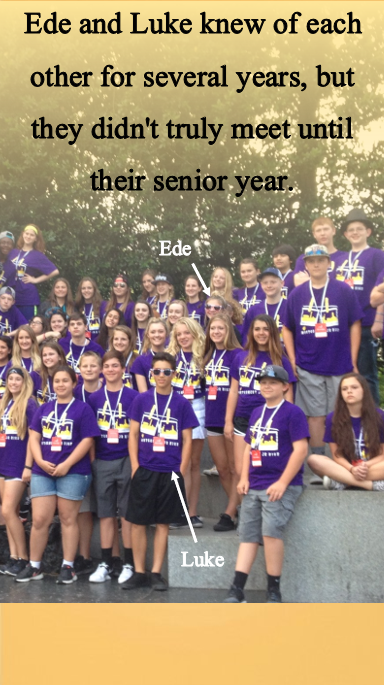 Ede and Luke knew of each
other for several years, but
they didn't truly meet until
their senior year.
Ede
Luke